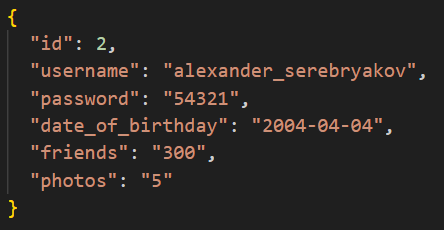 {
"id": 2,
"username": "alexander_serebryakov",
"password": "54321",
"date_of_birthday": "2004-04-04",
"friends": "300",
"photos": "5"
}